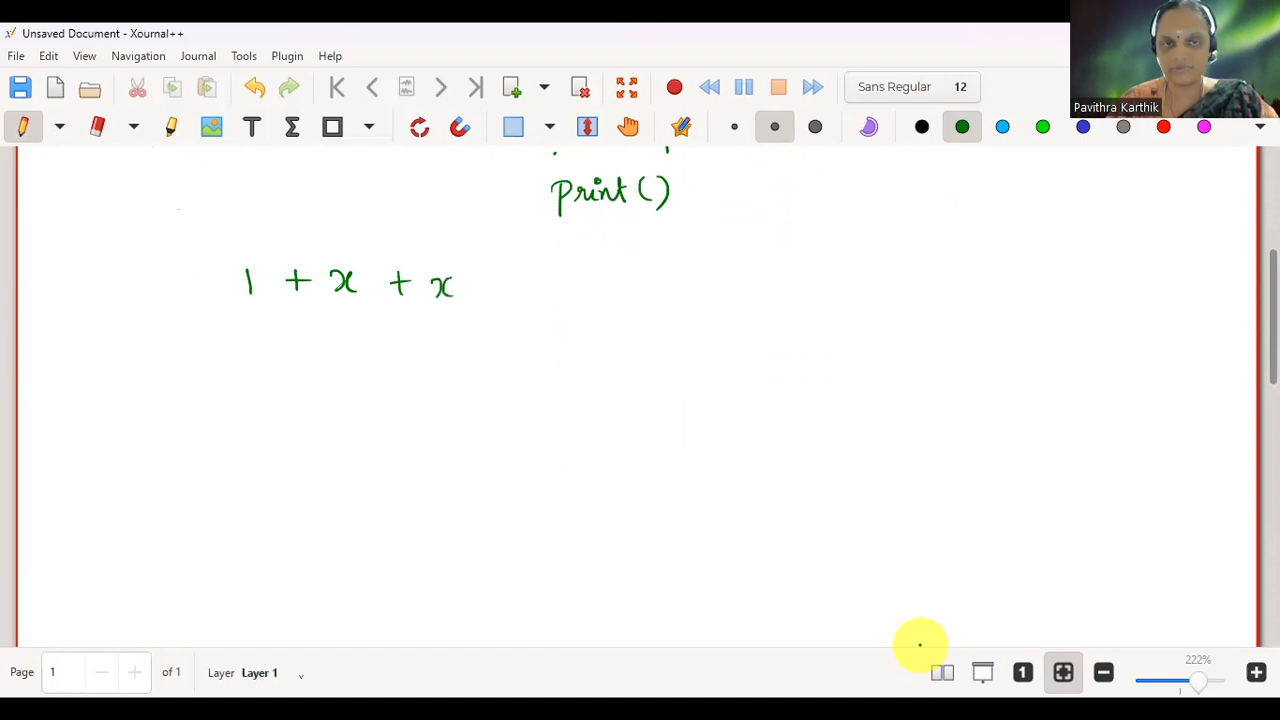 Unsaved Document - Xournal++
File Edit View Navigation Journal Tools Plugin Help
Sans Regular 12
Pavithra Karthik
print()
1 + x + x
Page 1 of 1 Layer Layer 1 1 222%